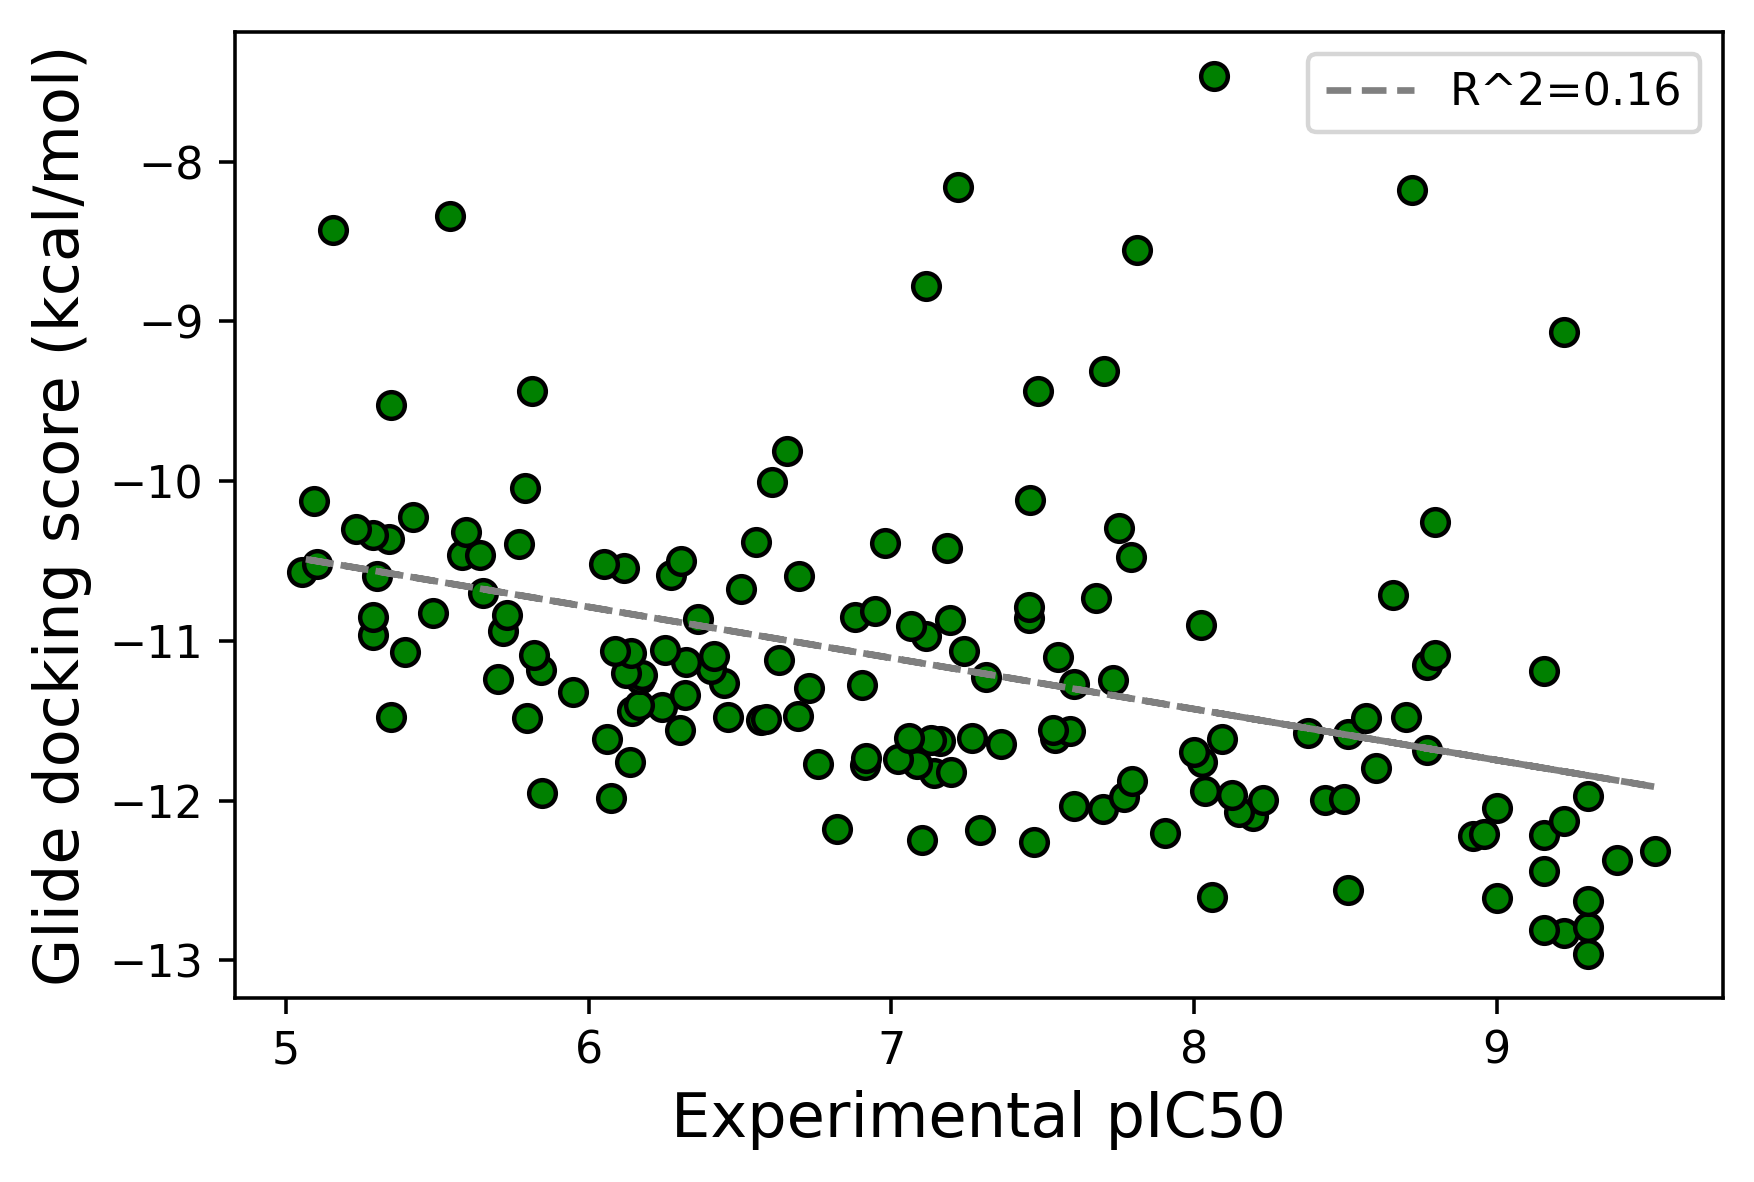 R^2=0.16
Glide docking score (kcal/mol)
−8
−9
−10
−11
−12
−13
5 6 7 8 9
Experimental pIC50